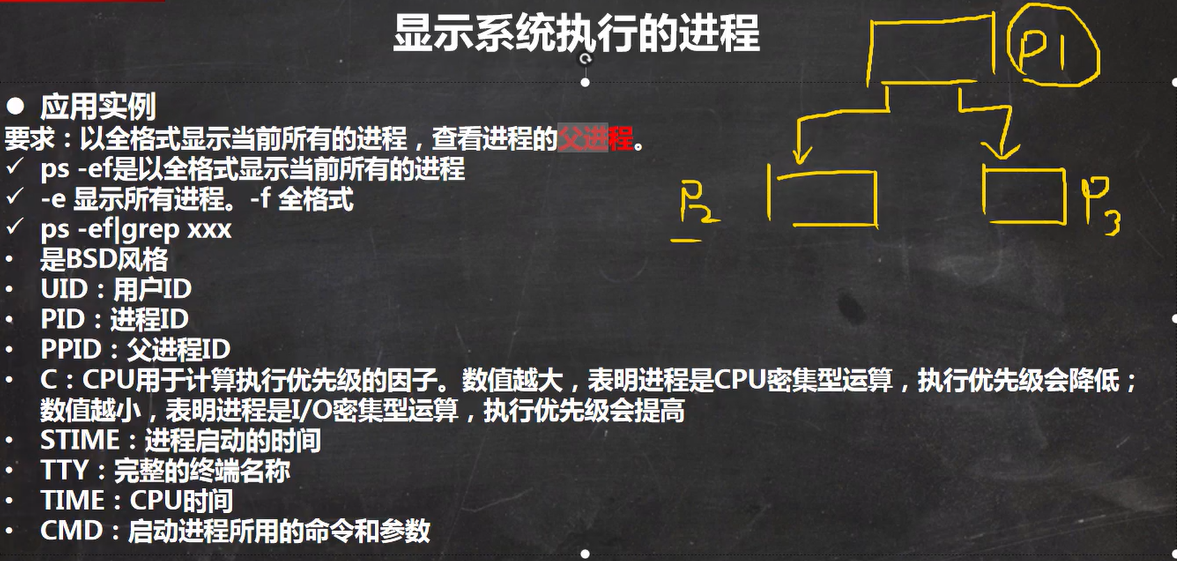 显示系统执行的进程
● 应用实例
要求：以全格式显示当前所有的进程，查看进程的父进程。
✓ ps -ef是以全格式显示当前所有的进程
✓ -e 显示所有进程。-f 全格式
✓ ps -ef|grep xxx
• 是BSD风格
• UID：用户ID
• PID：进程ID
• PPID：父进程ID
• C：CPU用于计算执行优先级的因子。数值越大，表明进程是CPU密集型运算，执行优先级会降低；
数值越小，表明进程是I/O密集型运算，执行优先级会提高
• STIME：进程启动的时间
• TTY：完整的终端名称
• TIME：CPU时间
• CMD：启动进程所用的命令和参数
P1
P2
P3